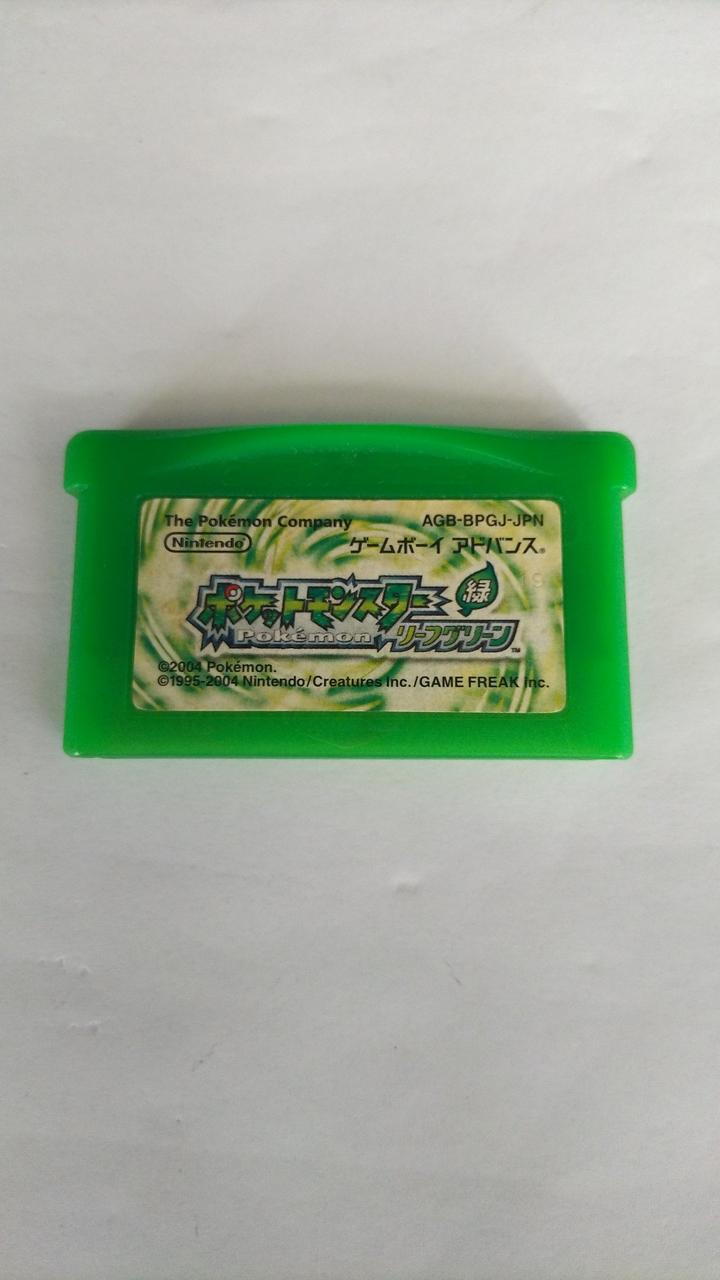 The Pokémon Company AGB-BPGJ-JPN
Nintendo ゲームボーイ アドバンス®
ポケットモンスター 緑
Pokémon リーフグリーン™
©2004 Pokémon.
©1995-2004 Nintendo/Creatures Inc./GAME FREAK Inc.